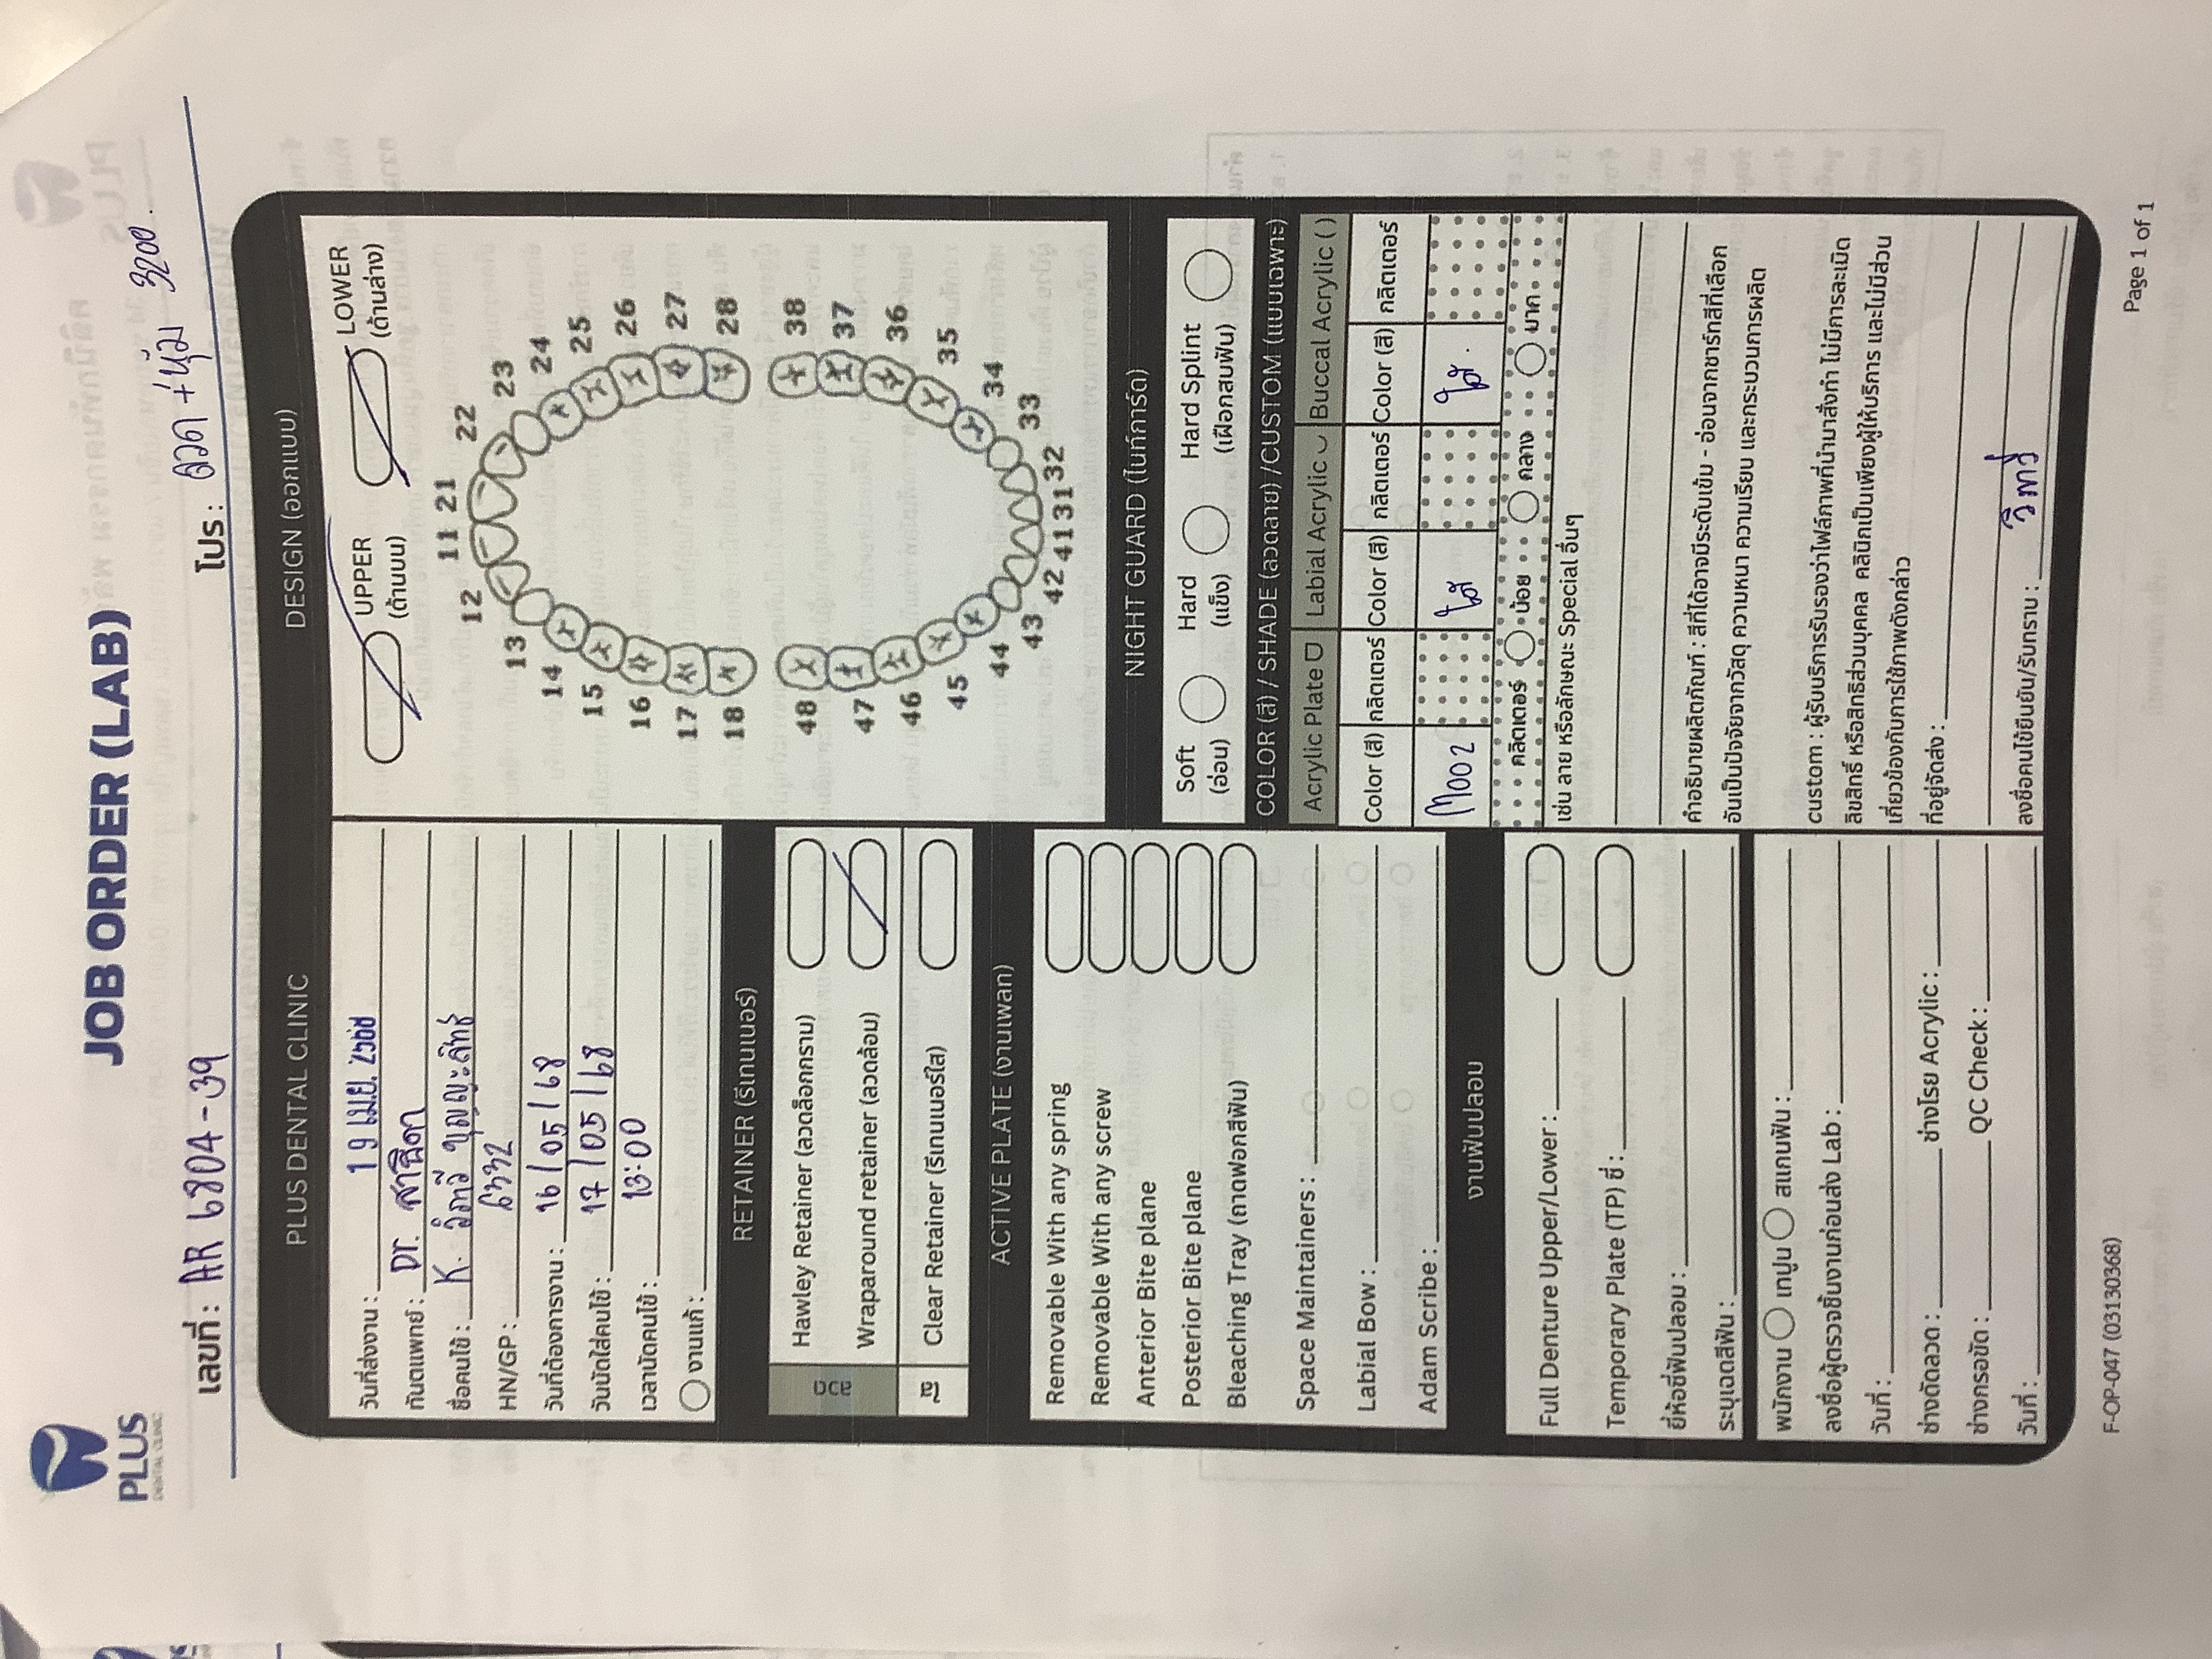 PLUS
DENTAL CLINIC
JOB ORDER (LAB)
เลขที่ : AR 6804-39
โปร : ลวด + หุ้ม 3200.
PLUS DENTAL CLINIC
วันที่ส่งงาน : 19 เม.ย. 2568
ทันตแพทย์ : Dr. สาธิดา
ชื่อคนไข้ : K. วิภาวี บุญญะสิทธิ์
HN/GP : 6332
วันที่ต้องการงาน : 16/05/68
วันนัดใส่คนไข้ : 17/05/68
เวลานัดคนไข้ : 13:00
งานแก้ :
RETAINER (รีเทนเนอร์)
ลวด
Hawley Retainer (ลวดล็อกกราม)
Wraparound retainer (ลวดล้อม)
ใส
Clear Retainer (รีเทนเนอร์ใส)
ACTIVE PLATE (งานเพลท)
Removable With any spring
Removable With any screw
Anterior Bite plane
Posterior Bite plane
Bleaching Tray (ถาดฟอกสีฟัน)
Space Maintainers :
Labial Bow :
Adam Scribe :
งานฟันปลอม
Full Denture Upper/Lower :
Temporary Plate (TP) ซี่ :
ยี่ห้อซี่ฟันปลอม :
ระบุเฉดสีฟัน :
พนักงาน เทปูน สแกนฟัน :
ลงชื่อผู้ตรวจชิ้นงานก่อนส่ง Lab :
วันที่ :
ช่างดัดลวด : ช่างโรย Acrylic :
ช่างกรอขัด : QC Check :
วันที่ :
DESIGN (ออกแบบ)
UPPER
(ด้านบน)
LOWER
(ด้านล่าง)
11 21
12 22
13 23
14 24
15 25
16 26
17 27
18 28
48 38
47 37
46 36
45 35
44 34
43 33
42 41 31 32
NIGHT GUARD (ไนท์การ์ด)
Soft
(อ่อน)
Hard
(แข็ง)
Hard Splint
(เฝือกสบฟัน)
COLOR (สี) / SHADE (ลวดลาย) /CUSTOM (แบบเฉพาะ)
Acrylic Plate Labial Acrylic Buccal Acrylic ( )
Color (สี) กลิตเตอร์ Color (สี) กลิตเตอร์ Color (สี) กลิตเตอร์
M002 ใส ใส.
กลิตเตอร์ น้อย กลาง มาก
เช่น ลาย หรือลักษณะ Special อื่นๆ
คำอธิบายผลิตภัณฑ์ : สีที่ได้อาจมีระดับเข้ม - อ่อนจากชาร์ทสีที่เลือก
อันเป็นปัจจัยจากวัสดุ ความหนา ความเรียบ และกระบวนการผลิต
custom : ผู้รับบริการรับรองว่าไฟล์ภาพที่นำมาสั่งทำ ไม่มีการละเมิด
ลิขสิทธิ์ หรือสิทธิส่วนบุคคล คลินิกเป็นเพียงผู้ให้บริการ และไม่มีส่วน
เกี่ยวข้องกับการใช้ภาพดังกล่าว
ที่อยู่จัดส่ง :
ลงชื่อคนไข้ยืนยัน/รับทราบ : วิภาวี
F-OP-047 (03130368)
Page 1 of 1